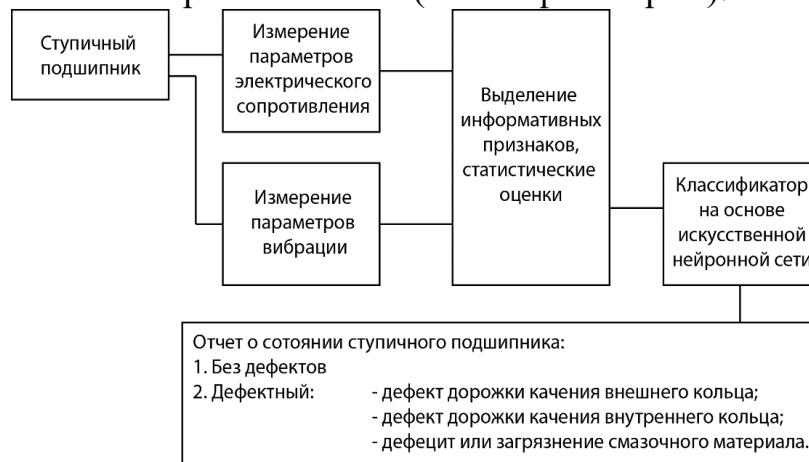 Ступичный
подшипник
Измерение
параметров
электрического
сопротивления
Измерение
параметров
вибрации
Выделение
информативных
признаков,
статистические
оценки
Классификатор
на основе
искусственной
нейронной сети
Отчет о сотоянии ступичного подшипника:
1. Без дефектов
2. Дефектный: - дефект дорожки качения внешнего кольца;
- дефект дорожки качения внутреннего кольца;
- дефецит или загрязнение смазочного материала.